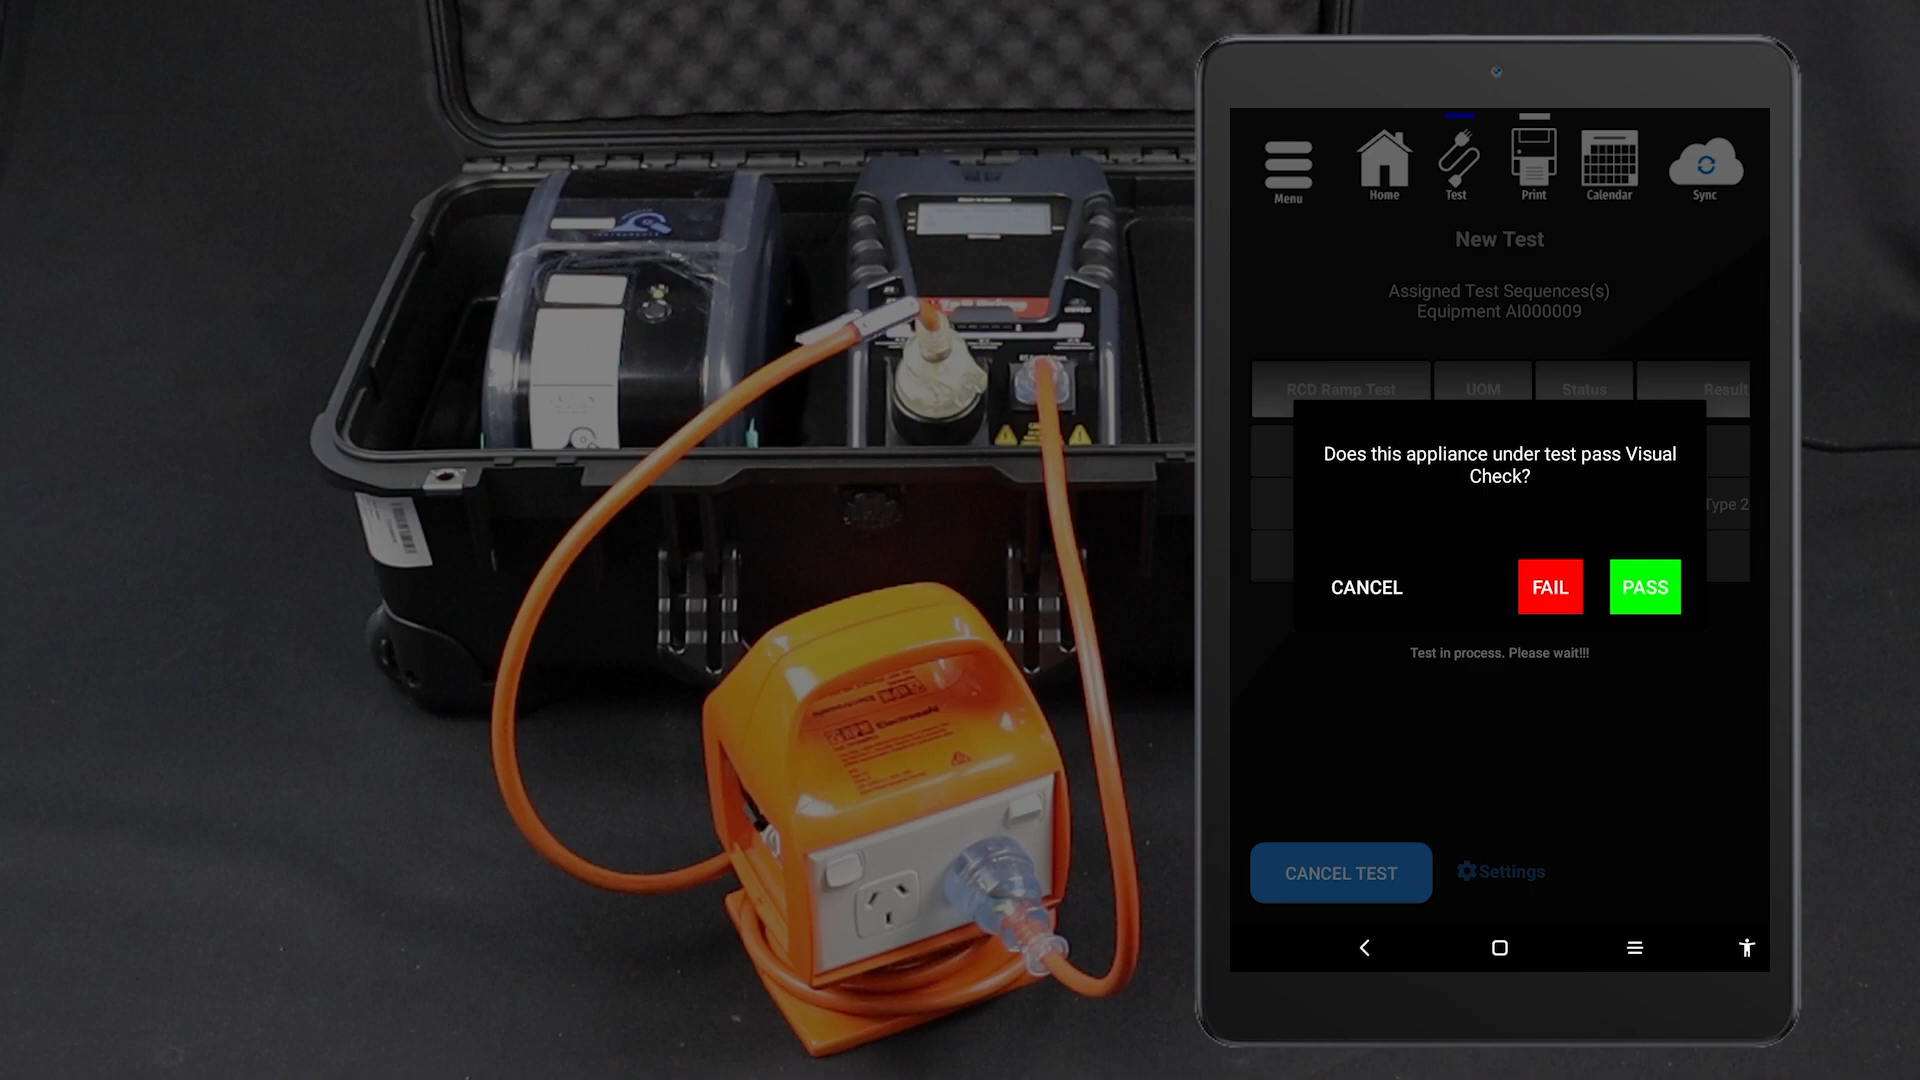 Menu
Home
Test
Print
Calendar
Sync
New Test
Assigned Test Sequences(s)
Equipment AI000009
RCD Ramp Test
UOM
Status
Result
Type 2
Does this appliance under test pass Visual
Check?
CANCEL
FAIL
PASS
Test in process. Please wait!!!
CANCEL TEST
Settings
HPM Electrosafe